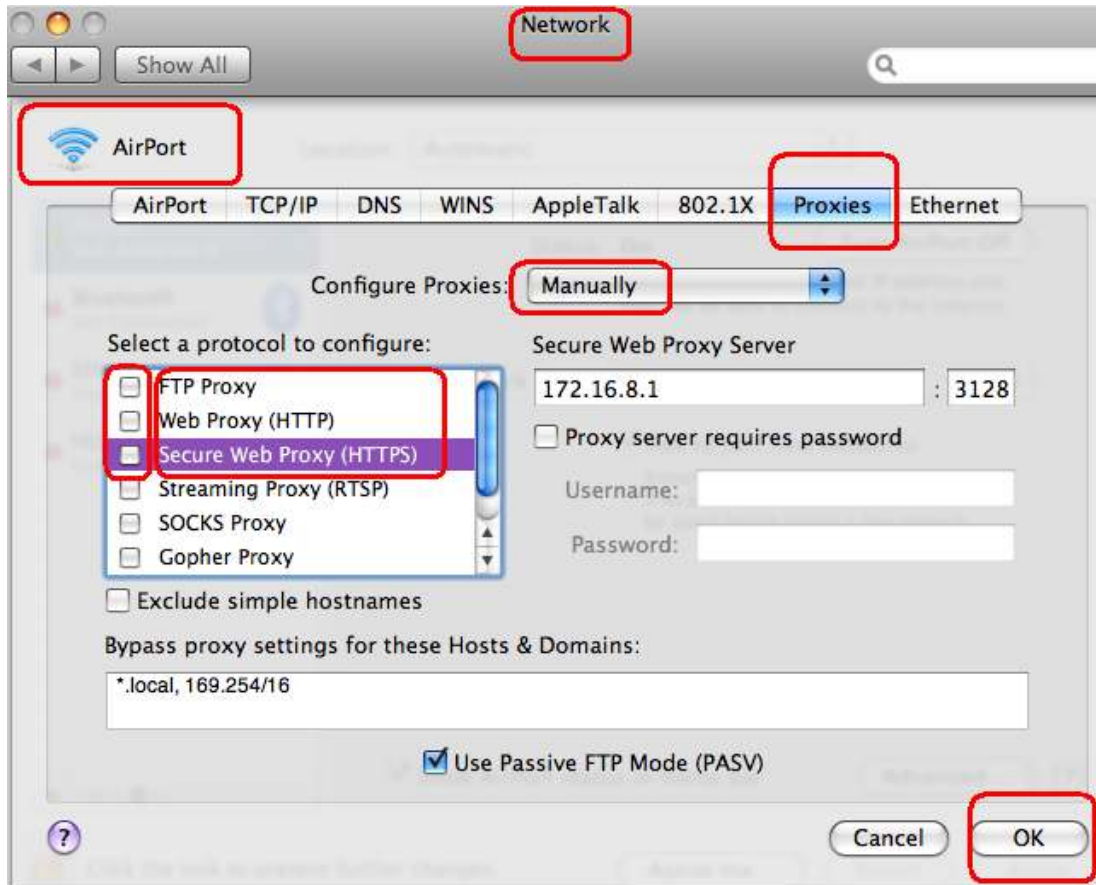 Network
Show All
AirPort
AirPort TCP/IP DNS WINS AppleTalk 802.1X Proxies Ethernet
Configure Proxies: Manually
Select a protocol to configure:
FTP Proxy
Web Proxy (HTTP)
Secure Web Proxy (HTTPS)
Streaming Proxy (RTSP)
SOCKS Proxy
Gopher Proxy
Secure Web Proxy Server
172.16.8.1 : 3128
Proxy server requires password
Username:
Password:
Exclude simple hostnames
Bypass proxy settings for these Hosts & Domains:
*.local, 169.254/16
Use Passive FTP Mode (PASV)
? Cancel OK